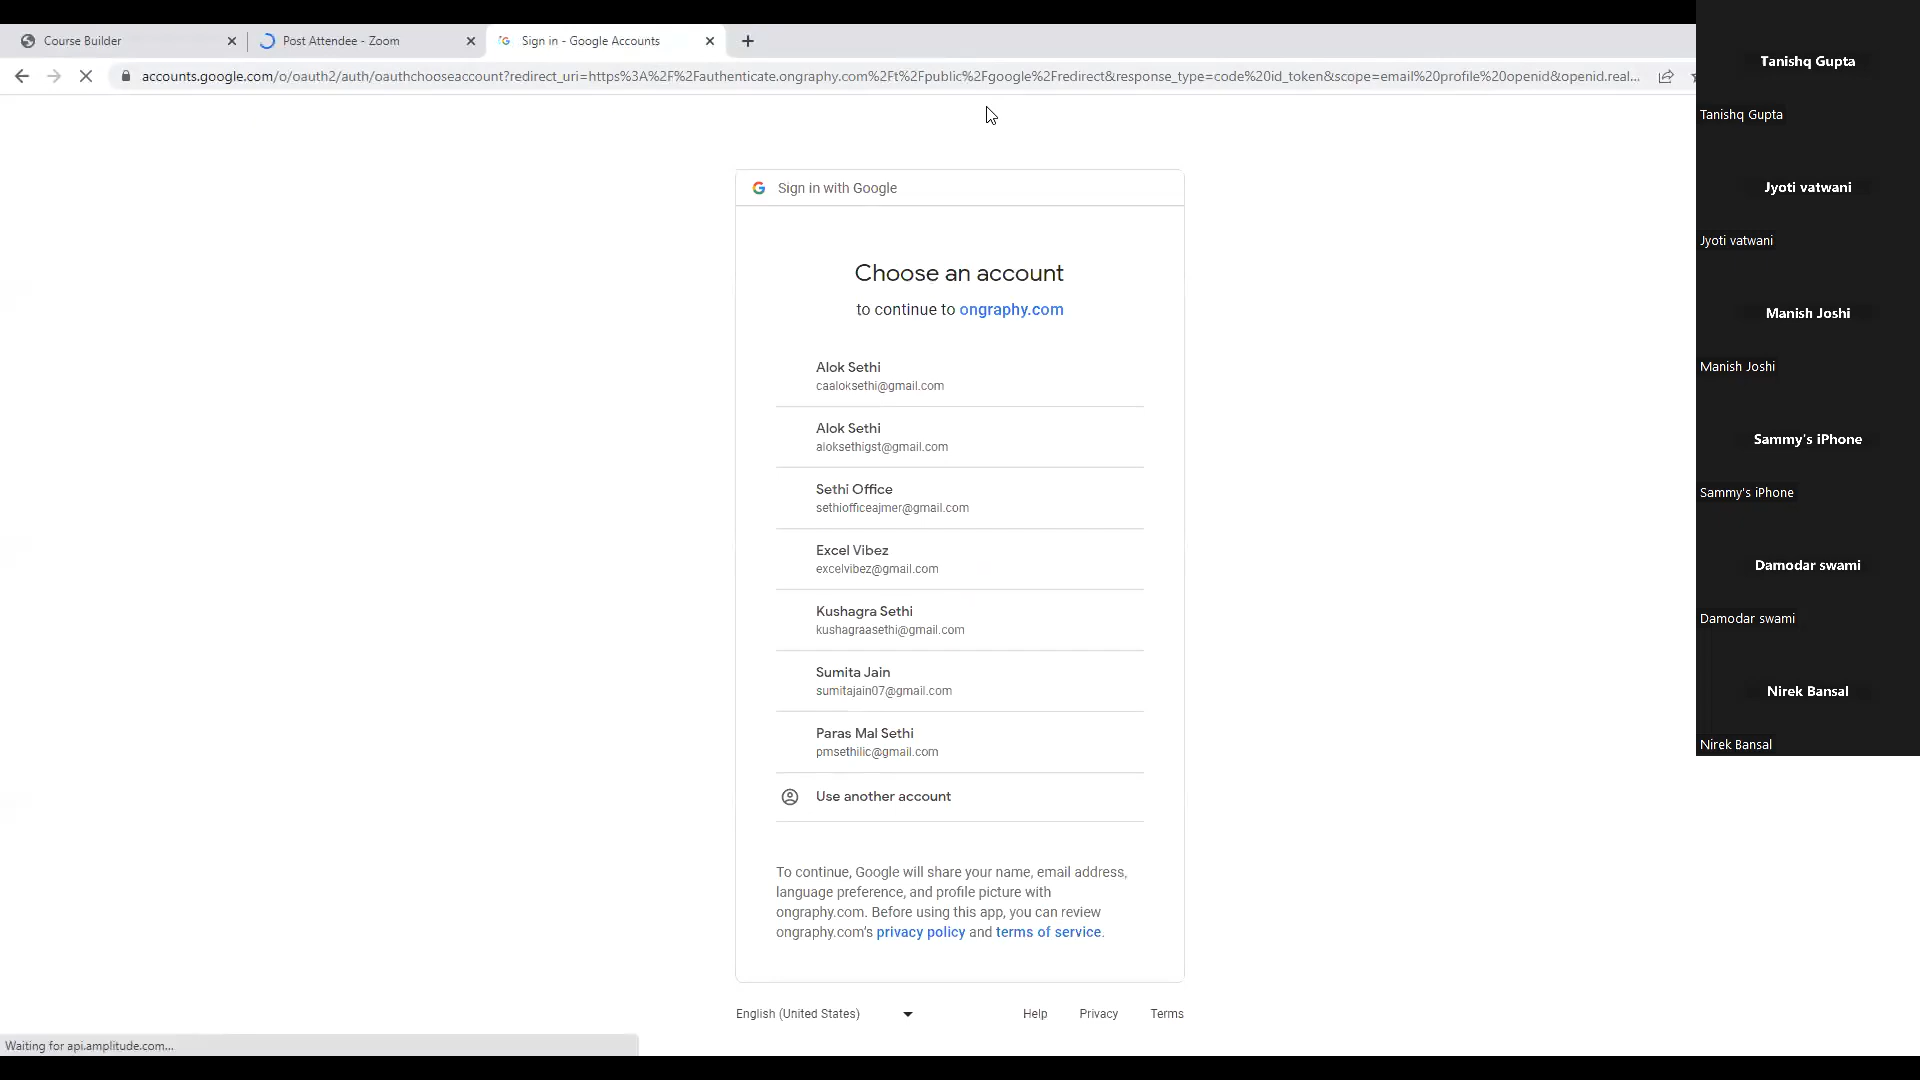 Course Builder
Post Attendee - Zoom
Sign in - Google Accounts
accounts.google.com/o/oauth2/auth/oauthchooseaccount?redirect_uri=https%3A%2F%2Fauthenticate.ongraphy.com%2Ft%2Fpublic%2Fgoogle%2Fredirect&response_type=code%20id_token&scope=email%20profile%20openid&openid.real...
Sign in with Google
Choose an account
to continue to ongraphy.com
Alok Sethi
caaloksethi@gmail.com
Alok Sethi
aloksethigst@gmail.com
Sethi Office
sethiofficeajmer@gmail.com
Excel Vibez
excelvibez@gmail.com
Kushagra Sethi
kushagraasethi@gmail.com
Sumita Jain
sumitajain07@gmail.com
Paras Mal Sethi
pmsethilic@gmail.com
Use another account
To continue, Google will share your name, email address,
language preference, and profile picture with
ongraphy.com. Before using this app, you can review
ongraphy.com's privacy policy and terms of service.
English (United States)
Help
Privacy
Terms
Waiting for api.amplitude.com...
Tanishq Gupta
Tanishq Gupta
Jyoti vatwani
Jyoti vatwani
Manish Joshi
Manish Joshi
Sammy's iPhone
Sammy's iPhone
Damodar swami
Damodar swami
Nirek Bansal
Nirek Bansal